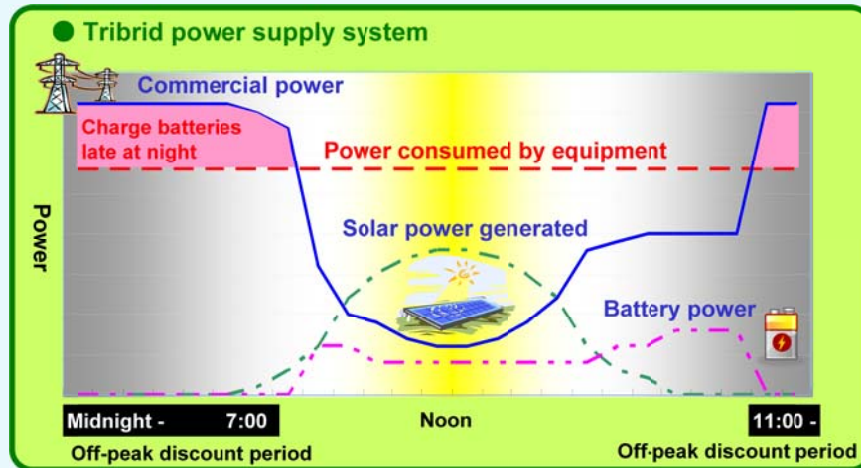 ● Tribrid power supply system
Commercial power
Charge batteries
late at night
Power consumed by equipment
Power
Solar power generated
Battery power
Midnight - 7:00
Noon
11:00 -
Off-peak discount period
Off-peak discount period